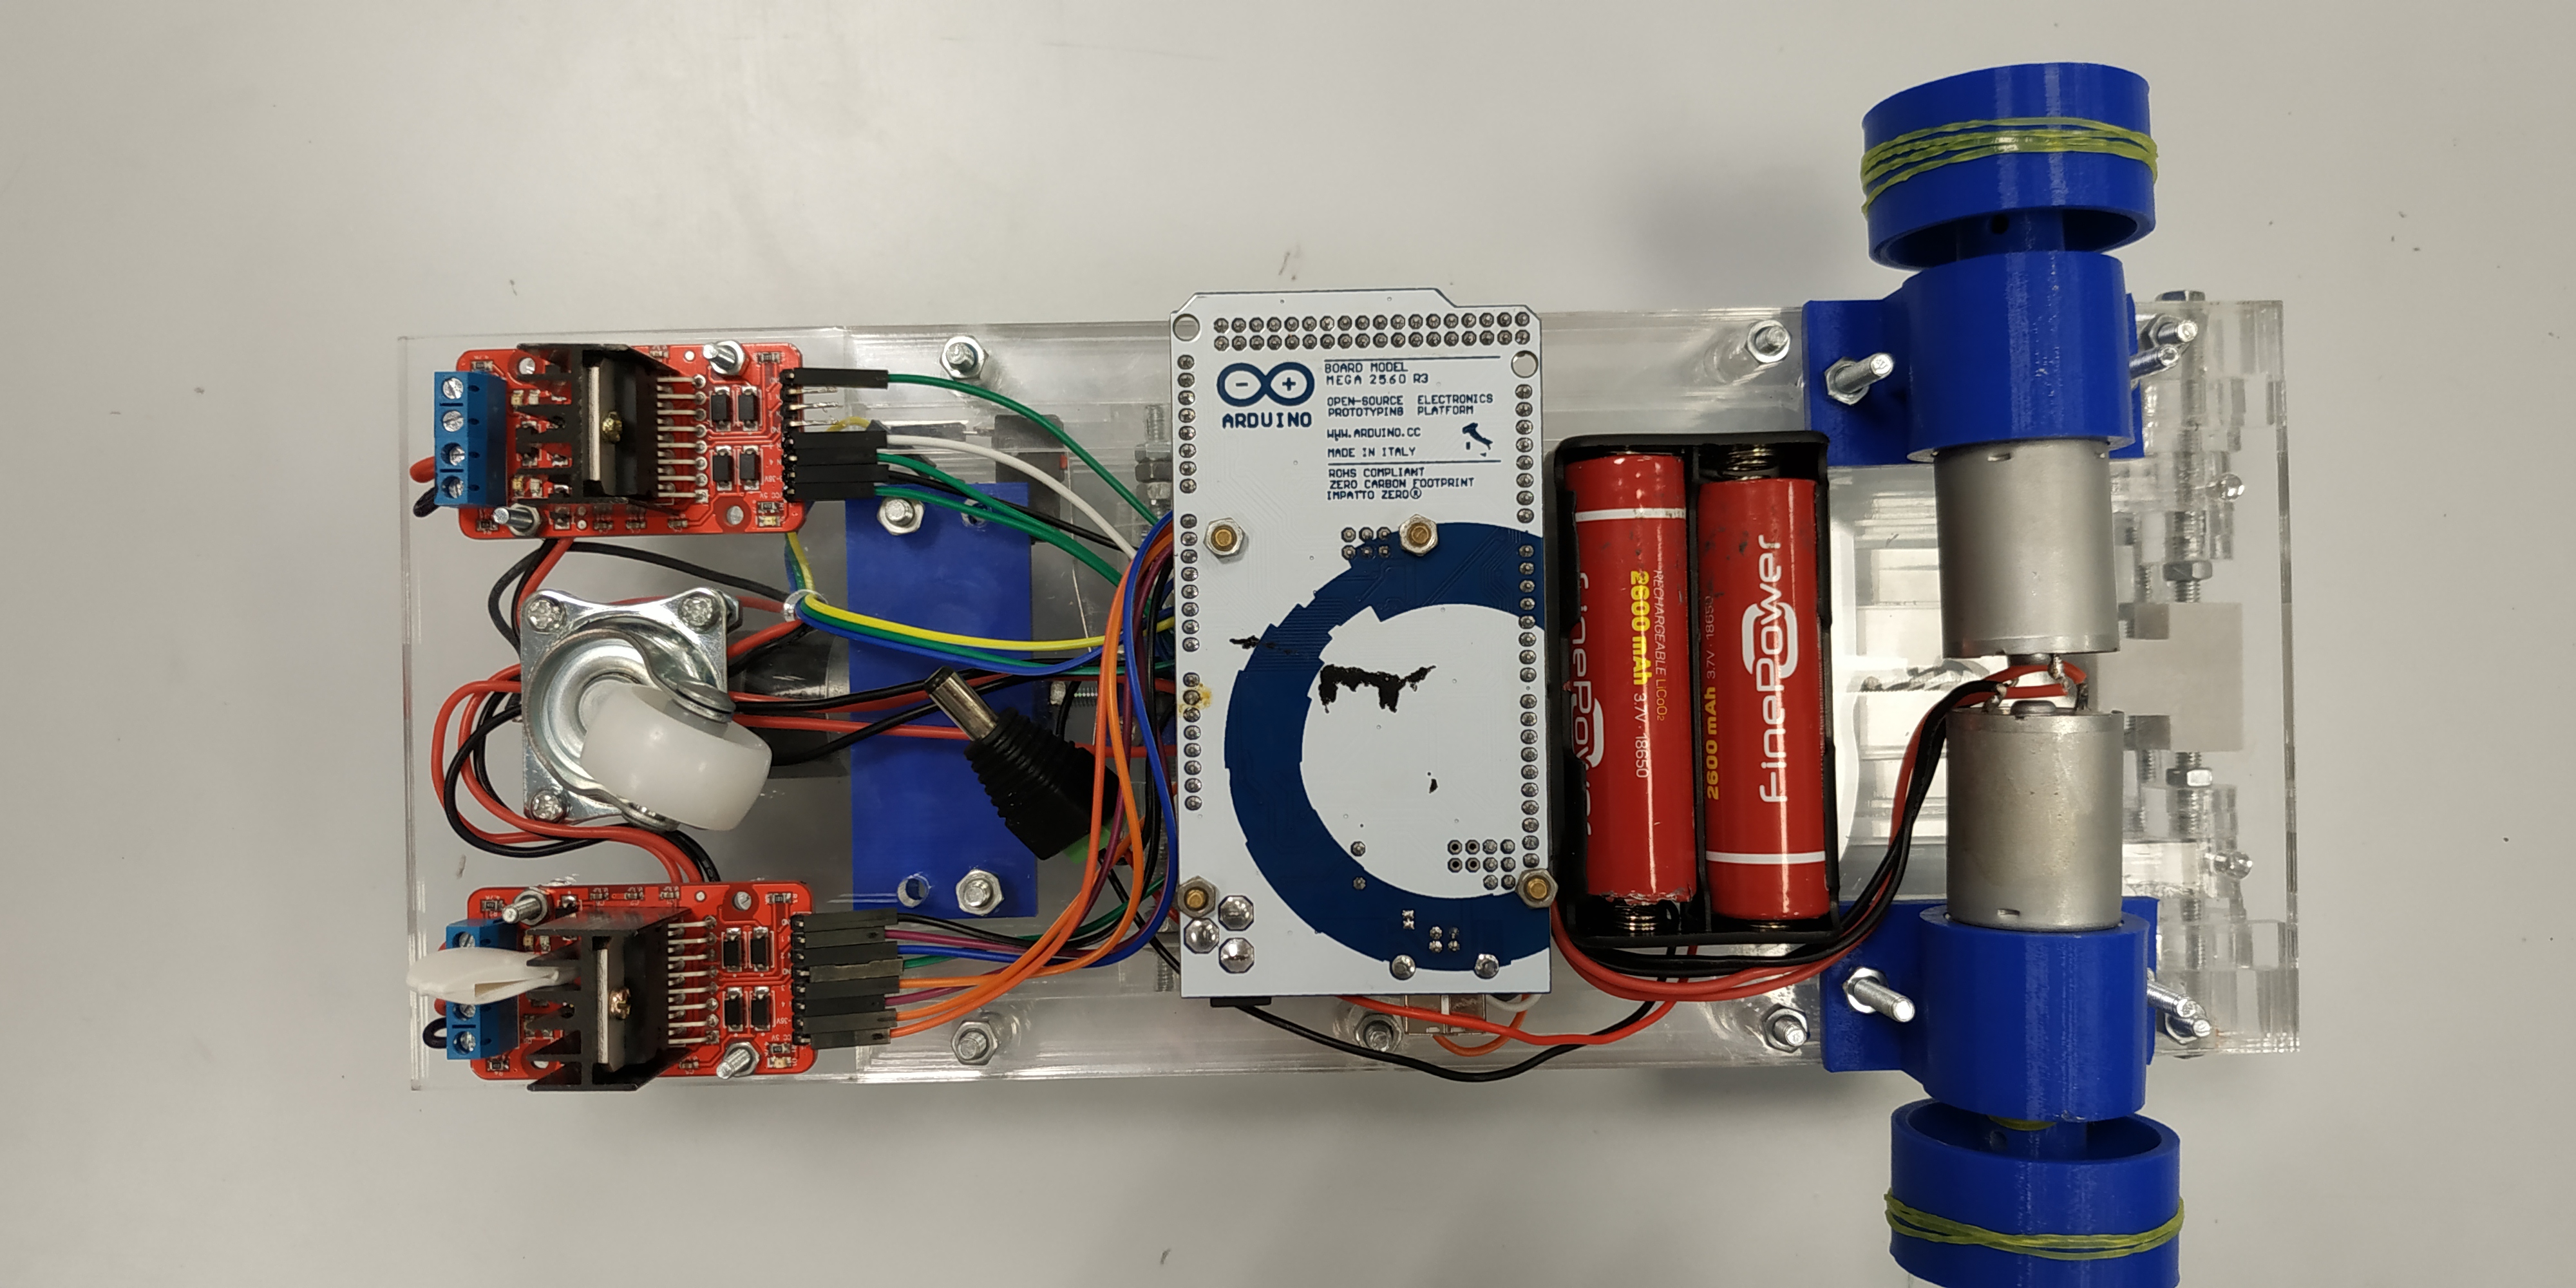 finepower
2600 mAh 3.7V · 18650
RECHARGEABLE LiCoO₂
2600 mAh 3.7V · 18650
finePower
ARDUINO
BOARD MODEL
MEGA 2560 R3
OPEN-SOURCE
ELECTRONICS
PROTOTYPING
PLATFORM
WWW.ARDUINO.CC
MADE IN ITALY
ROHS COMPLIANT
ZERO CARBON FOOTPRINT
IMPATTO ZERO®